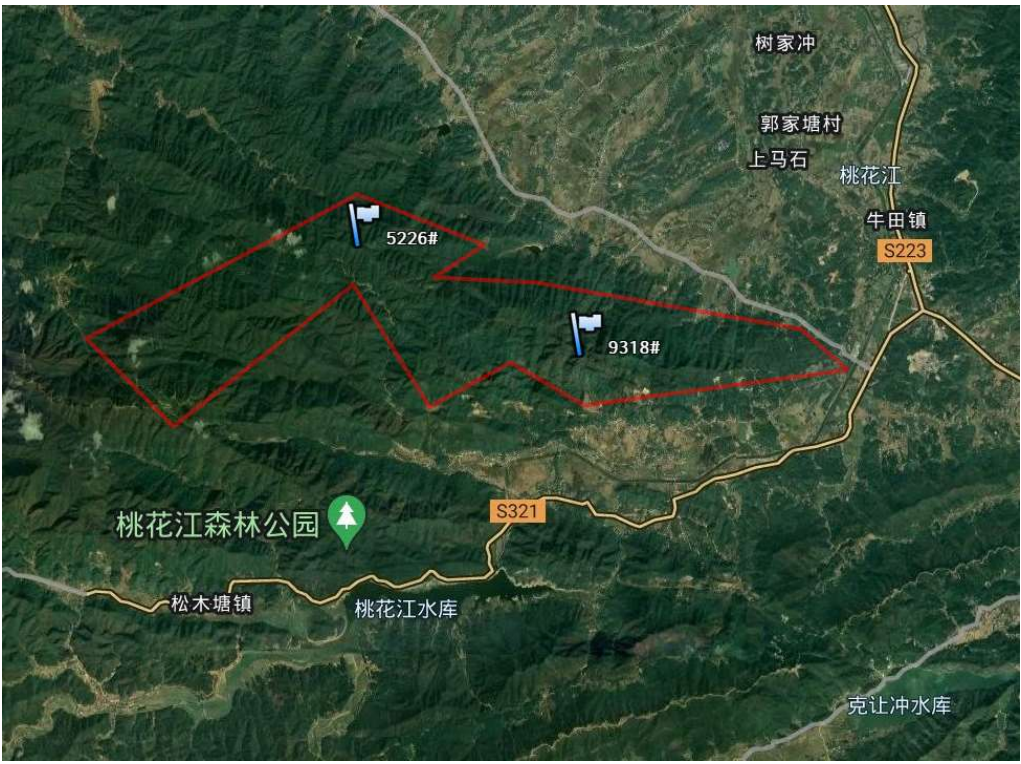 树家冲
郭家塘村
上马石
桃花江
牛田镇
S223
5226#
9318#
S321
桃花江森林公园
松木塘镇
桃花江水库
克让冲水库